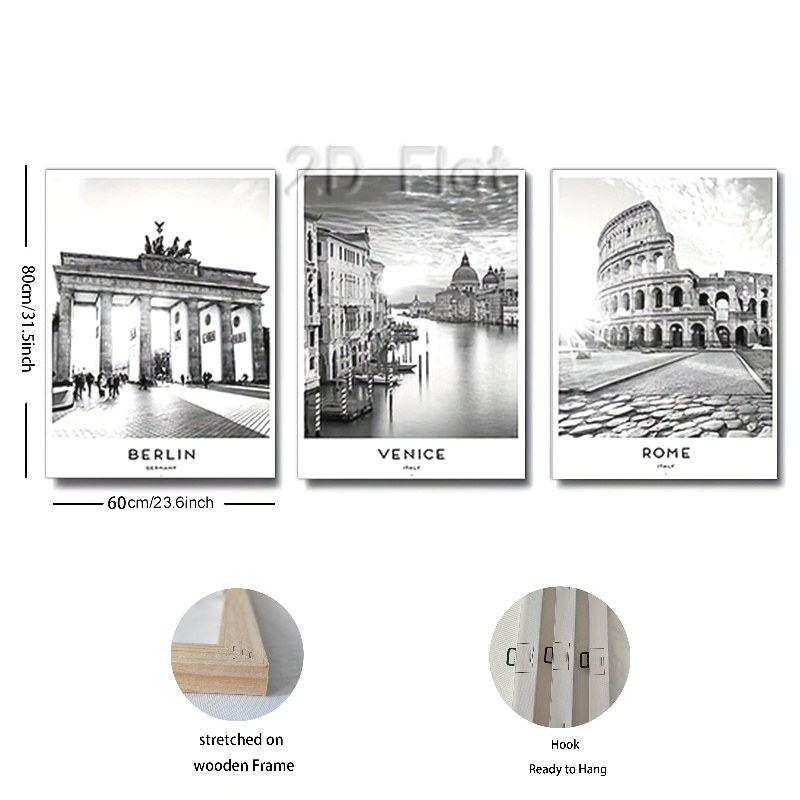 2D Flat
80cm/31.5inch
BERLIN
GERMANY
VENICE
ITALY
ROME
ITALY
60cm/23.6inch
stretched on
wooden Frame
Hook
Ready to Hang